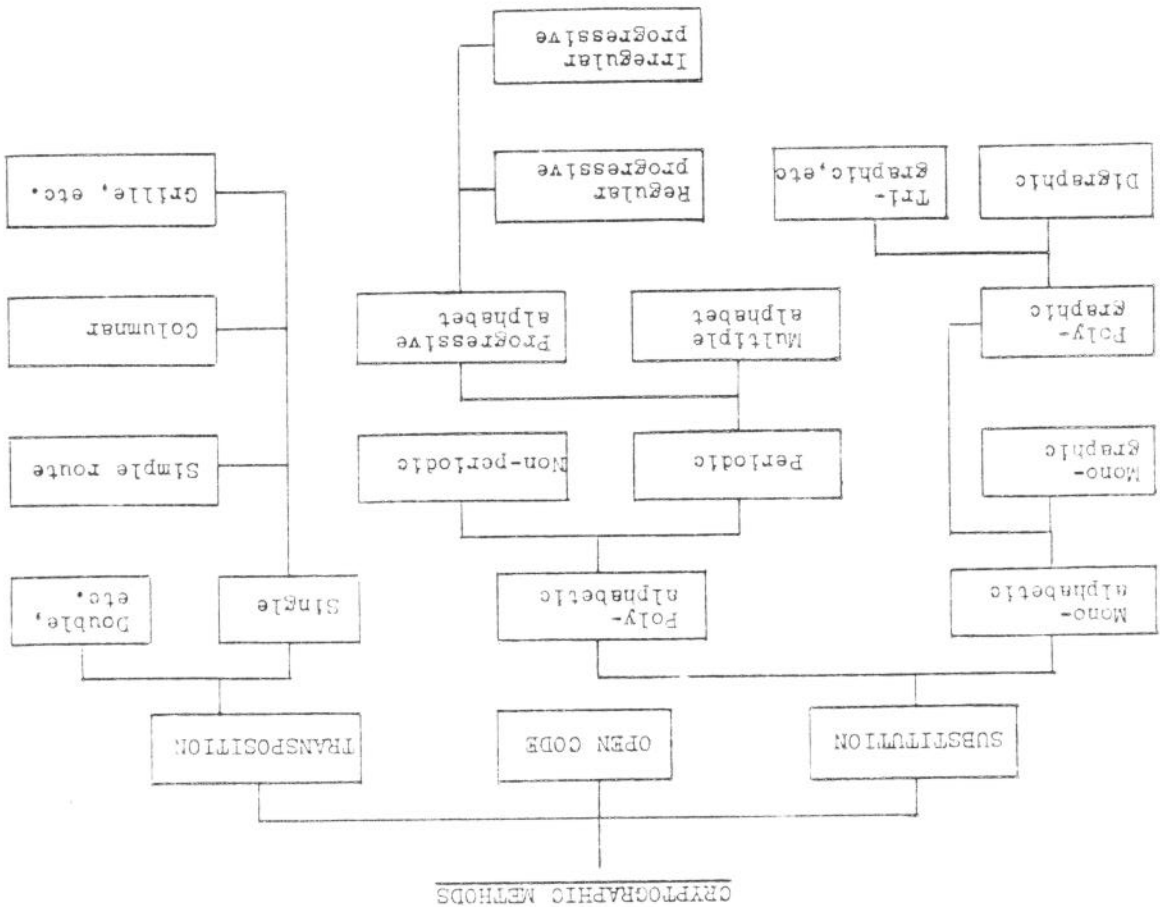 CRYPTOGRAPHIC METHODS
SUBSTITUTION
OPEN CODE
TRANSPOSITION
Mono-
alphabetic
Poly-
alphabetic
Single
Double,
etc.
Mono-
graphic
Periodic
Non-periodic
Simple route
Poly-
graphic
Multiple
alphabet
Progressive
alphabet
Columnar
Digraphic
Tri-
graphic,etc
Regular
progressive
Grille, etc.
Irregular
progressive